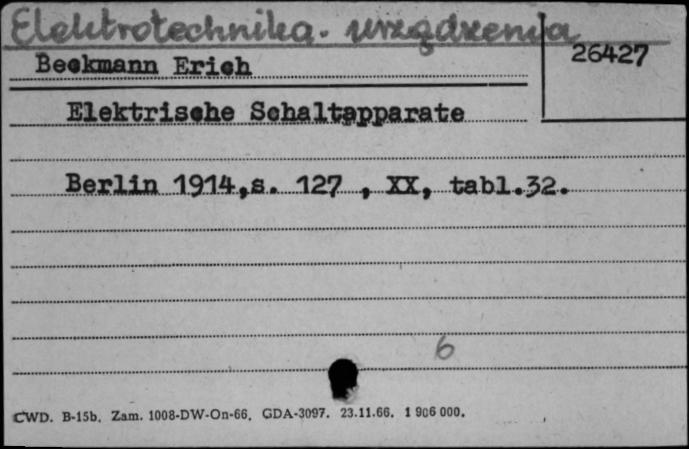 Elektrotechnika - urządzenia
26427
Beckmann Erich
Elektrische Schaltapparate
Berlin 1914,s. 127 , XX, tabl.32.
6
CWD. B-15b. Zam. 1008-DW-On-66. GDA-3097. 23.11.66. 1 906 000.